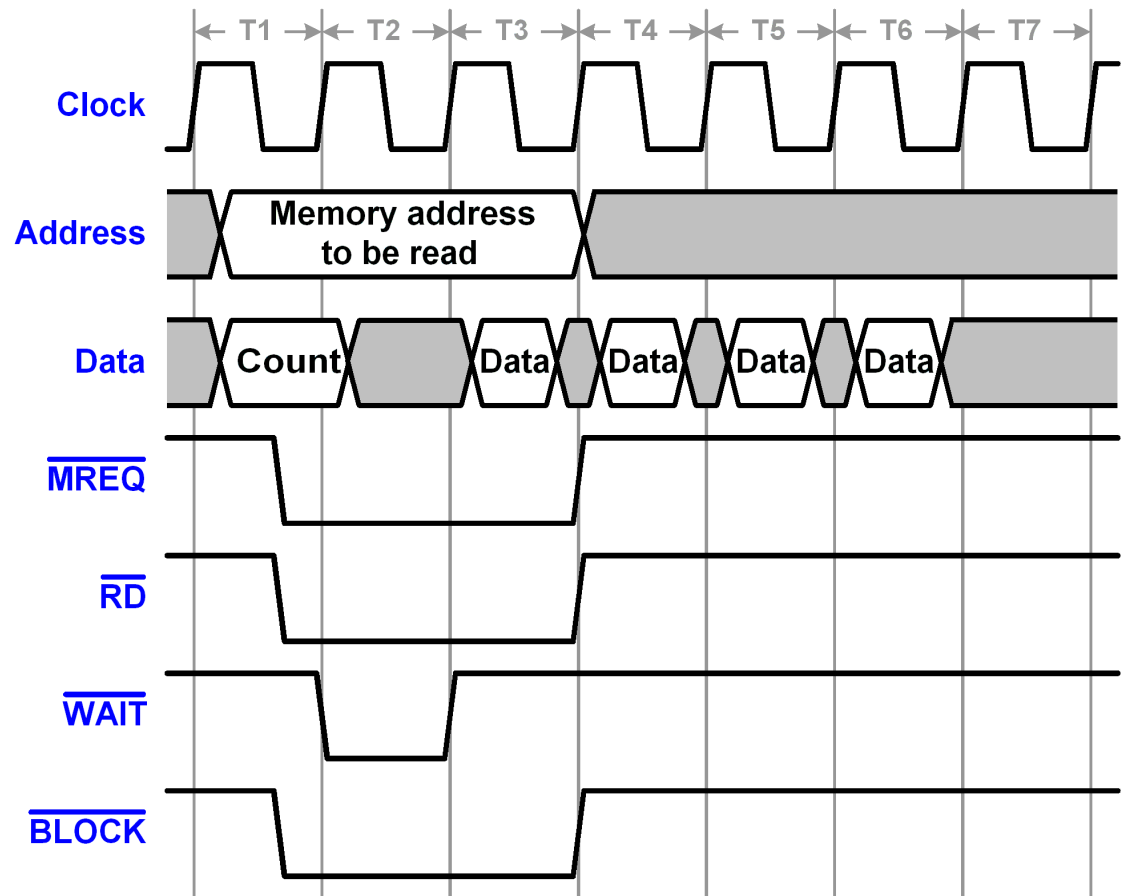 T1 T2 T3 T4 T5 T6 T7
Clock
Address
Memory address
to be read
Data
Count Data Data Data Data
MREQ
RD
WAIT
BLOCK